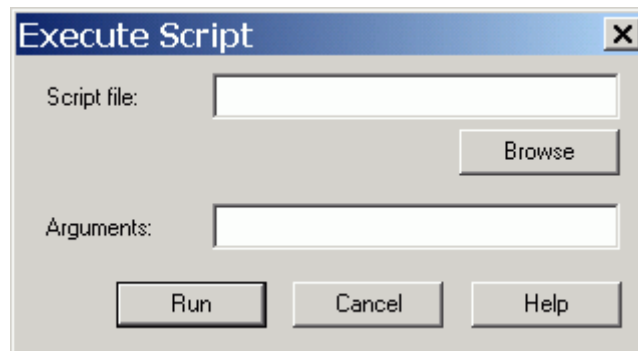 Execute Script
Script file:
Browse
Arguments:
Run Cancel Help